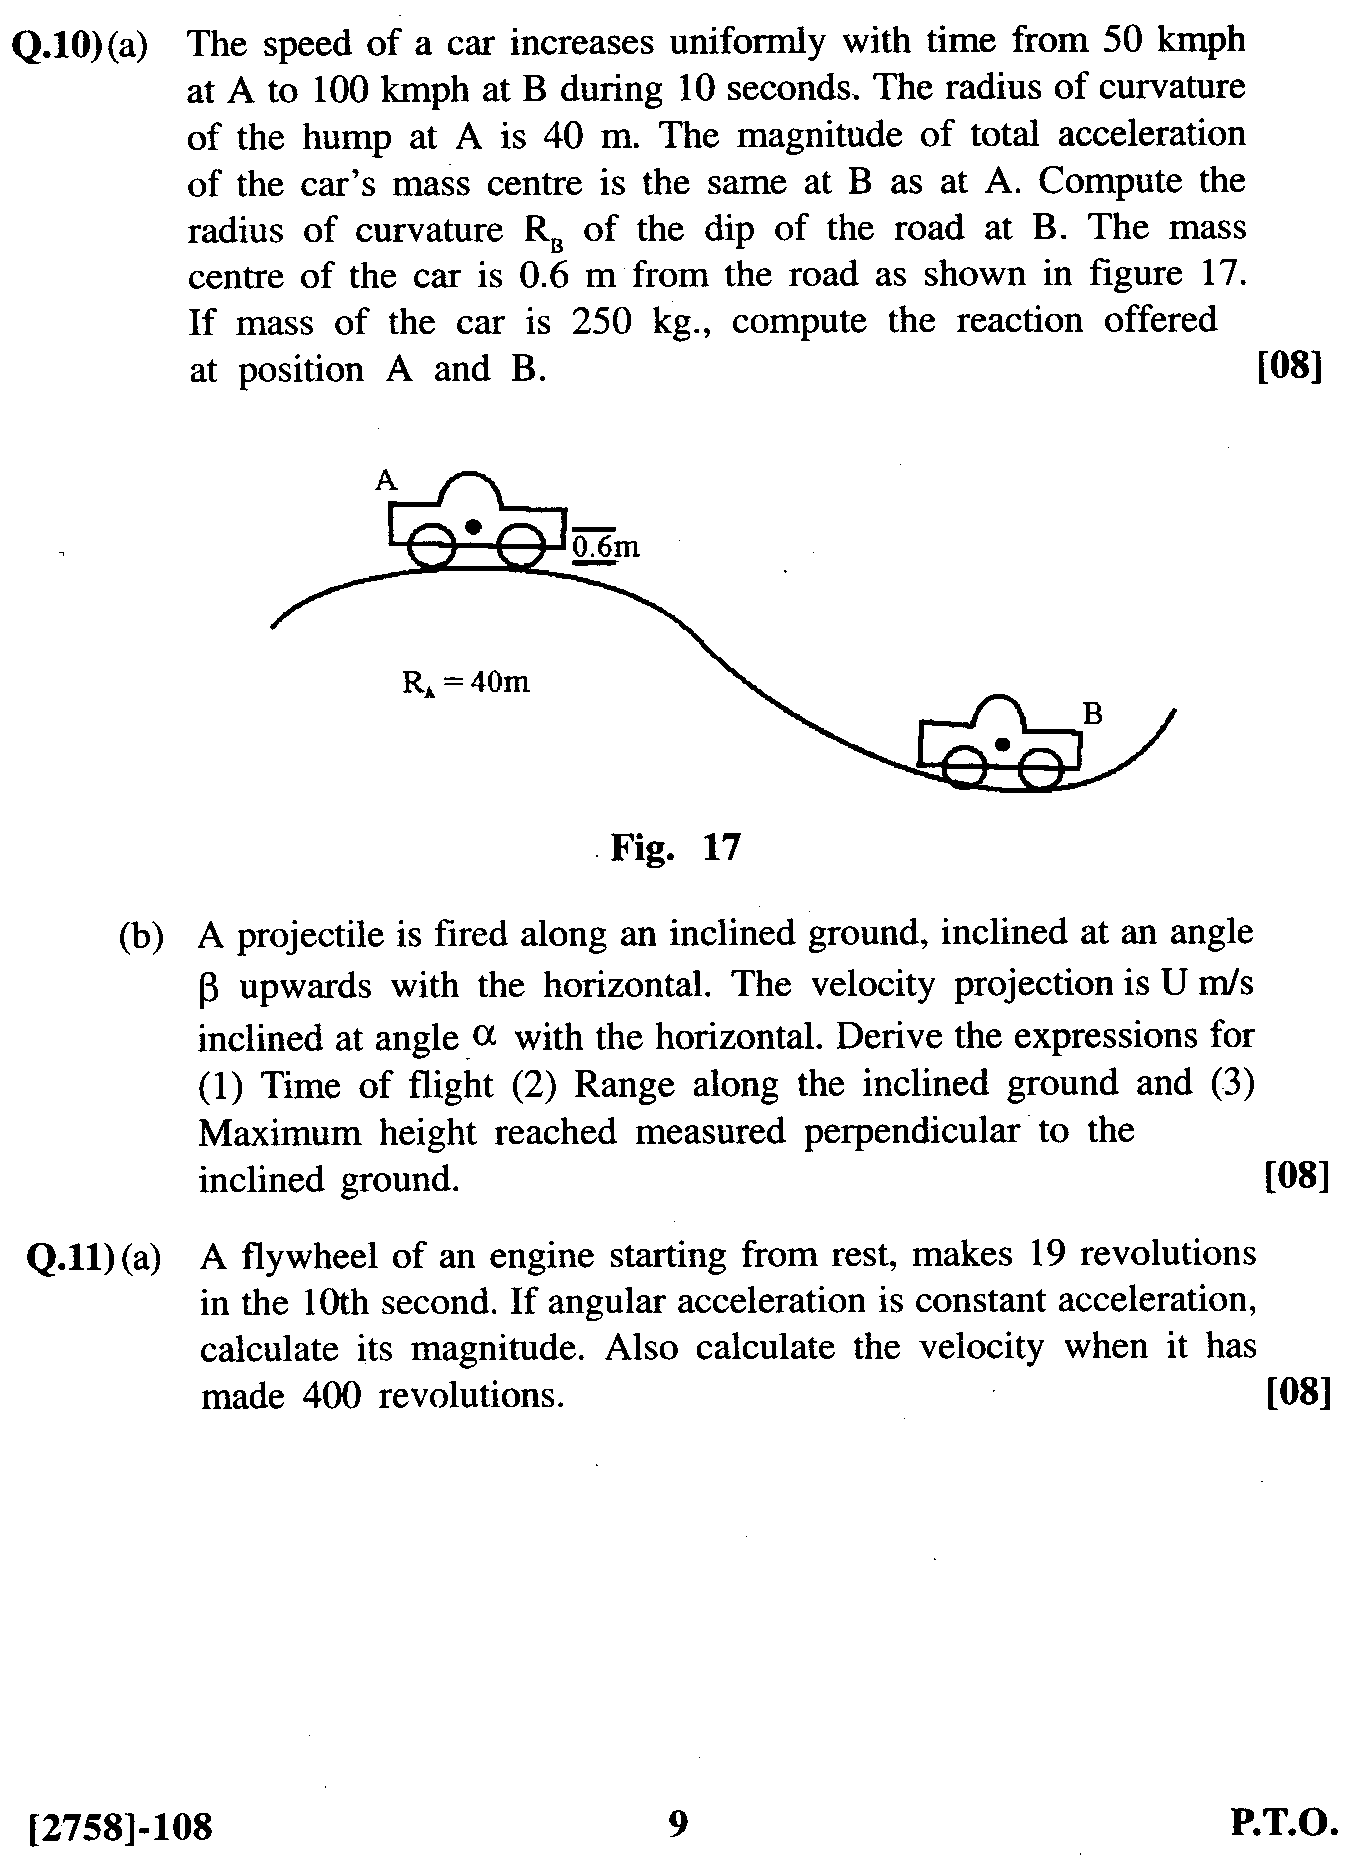 Q.10) (a) The speed of a car increases uniformly with time from 50 kmph
at A to 100 kmph at B during 10 seconds. The radius of curvature
of the hump at A is 40 m. The magnitude of total acceleration
of the car's mass centre is the same at B as at A. Compute the
radius of curvature R_B of the dip of the road at B. The mass
centre of the car is 0.6 m from the road as shown in figure 17.
If mass of the car is 250 kg., compute the reaction offered
at position A and B. [08]
A
0.6m
R_A = 40m
B
Fig. 17
(b) A projectile is fired along an inclined ground, inclined at an angle
β upwards with the horizontal. The velocity projection is U m/s
inclined at angle α with the horizontal. Derive the expressions for
(1) Time of flight (2) Range along the inclined ground and (3)
Maximum height reached measured perpendicular to the
inclined ground. [08]
Q.11) (a) A flywheel of an engine starting from rest, makes 19 revolutions
in the 10th second. If angular acceleration is constant acceleration,
calculate its magnitude. Also calculate the velocity when it has
made 400 revolutions. [08]
[2758]-108 9 P.T.O.